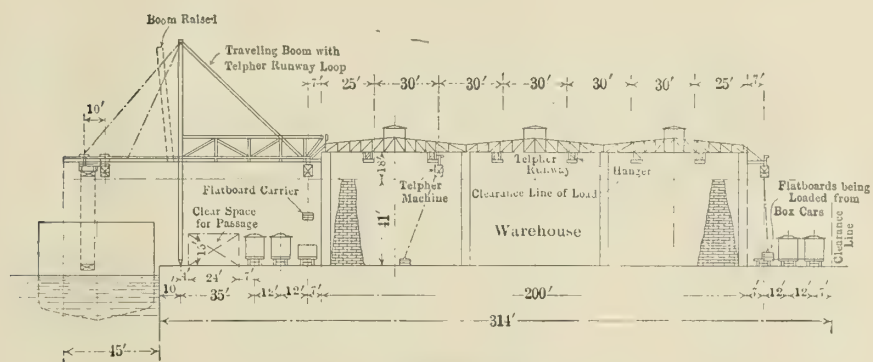 Boom Raised
Traveling Boom with
Telpher Runway Loop
7' 25' 30' 30' 30' 30' 30' 25' 7'
10'
18'
Telpher
Runway
Hanger
Flatboard Carrier
Telpher
Machine
Clearance Line of Load
Flatboards being
Loaded from
Box Cars
Clear Space
for Passage
Clearance
Line
41'
15'
Warehouse
24' 7'
10' 35' 12' 12' 7' 200' 7' 12' 12' 7'
314'
45'